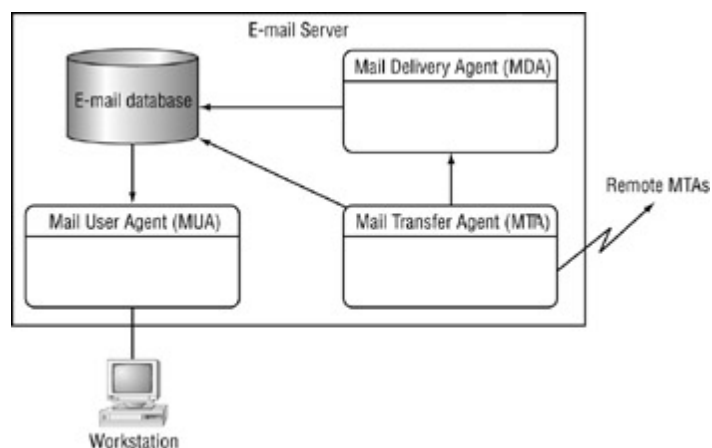 E-mail Server
Mail Delivery Agent (MDA)
E-mail database
Remote MTAs
Mail User Agent (MUA)
Mail Transfer Agent (MTA)
Workstation